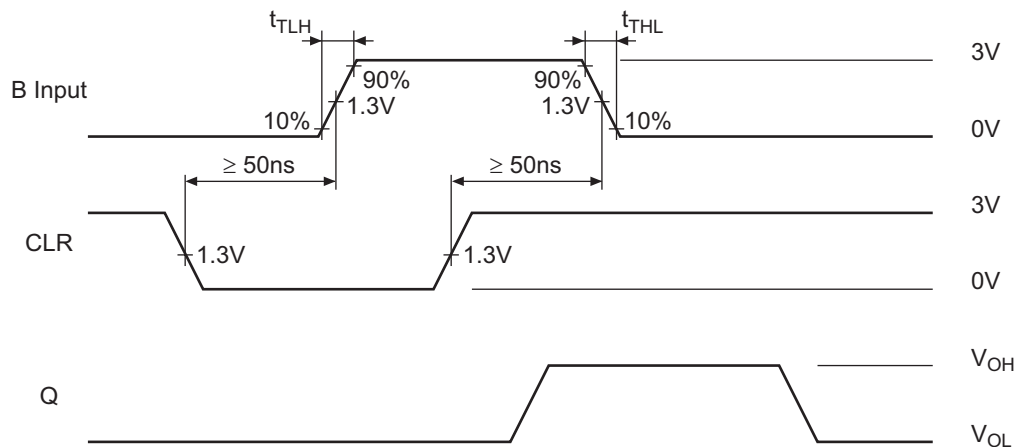 tTLH
tTHL
B Input
90%
90%
3V
1.3V
1.3V
10%
10%
0V
≥ 50ns
≥ 50ns
CLR
3V
1.3V
1.3V
0V
Q
VOH
VOL